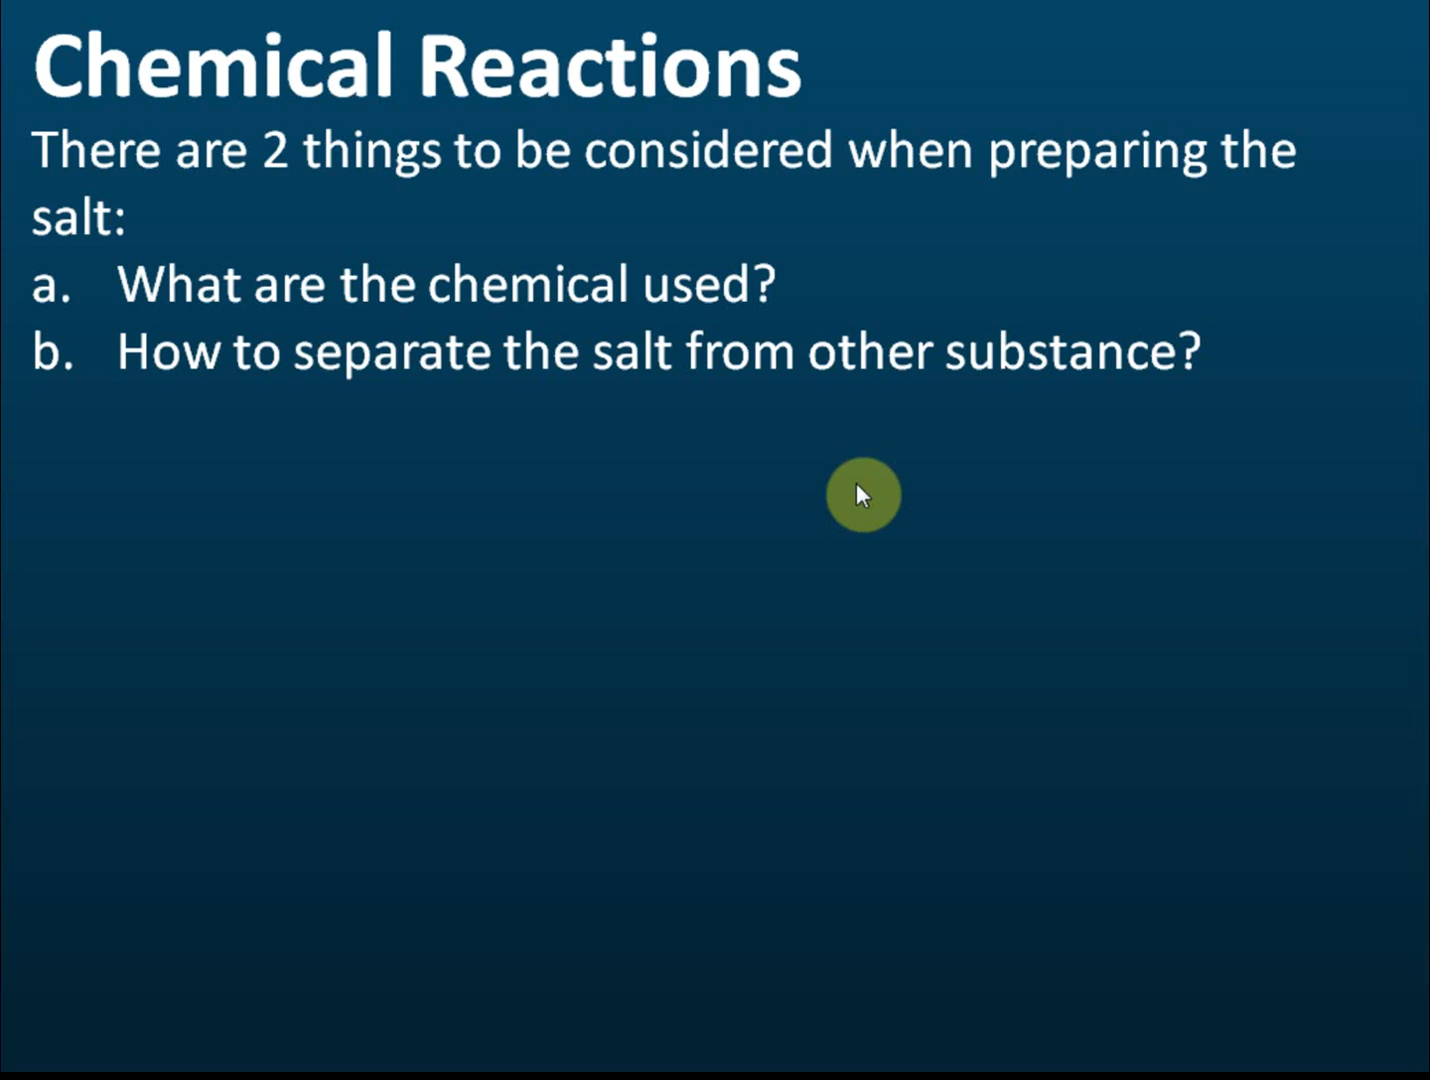 Chemical Reactions
There are 2 things to be considered when preparing the
salt:
a. What are the chemical used?
b. How to separate the salt from other substance?